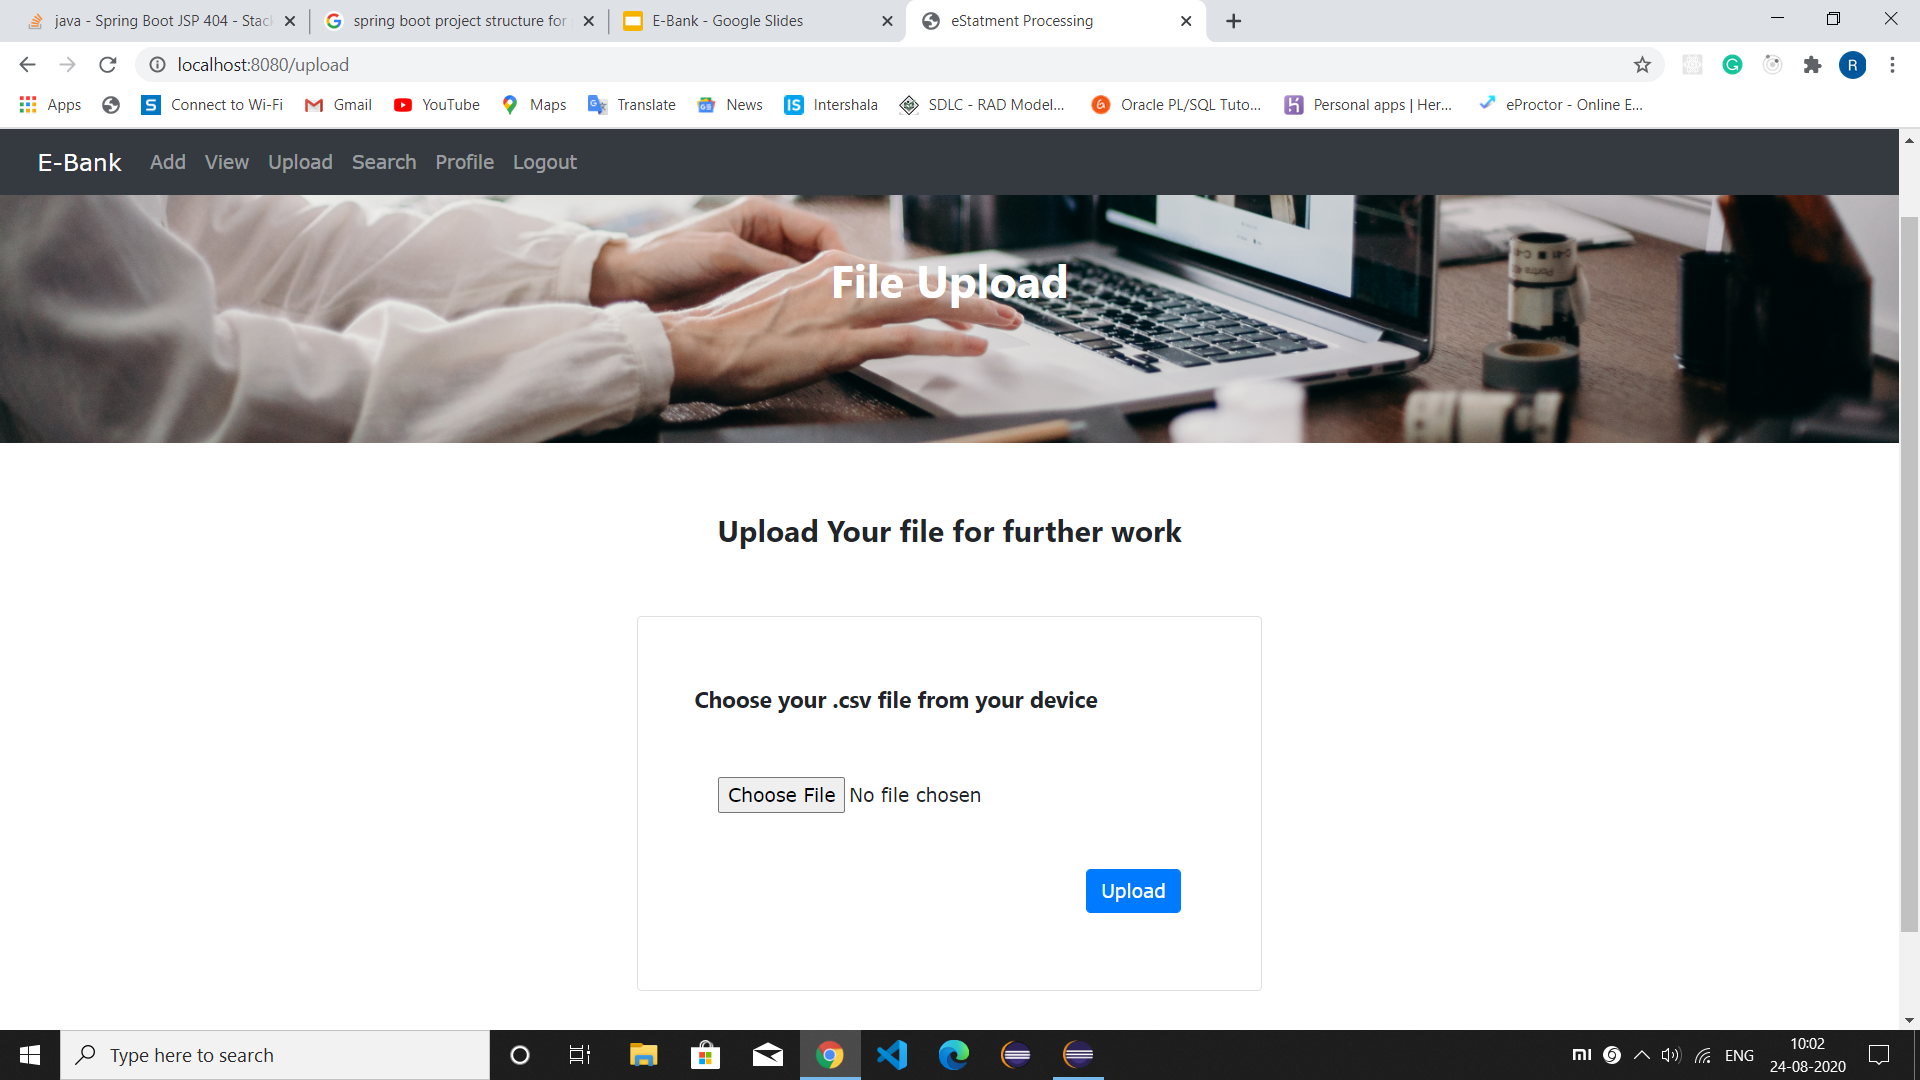 java - Spring Boot JSP 404 - Stac
spring boot project structure for
E-Bank - Google Slides
eStatment Processing
localhost:8080/upload
R
Apps
Connect to Wi-Fi
Gmail
YouTube
Maps
Translate
News
Intershala
SDLC - RAD Model...
Oracle PL/SQL Tuto...
Personal apps | Her...
eProctor - Online E...
E-Bank Add View Upload Search Profile Logout
File Upload
Upload Your file for further work
Choose your .csv file from your device
Choose File No file chosen
Upload
Type here to search
ENG
10:02
24-08-2020